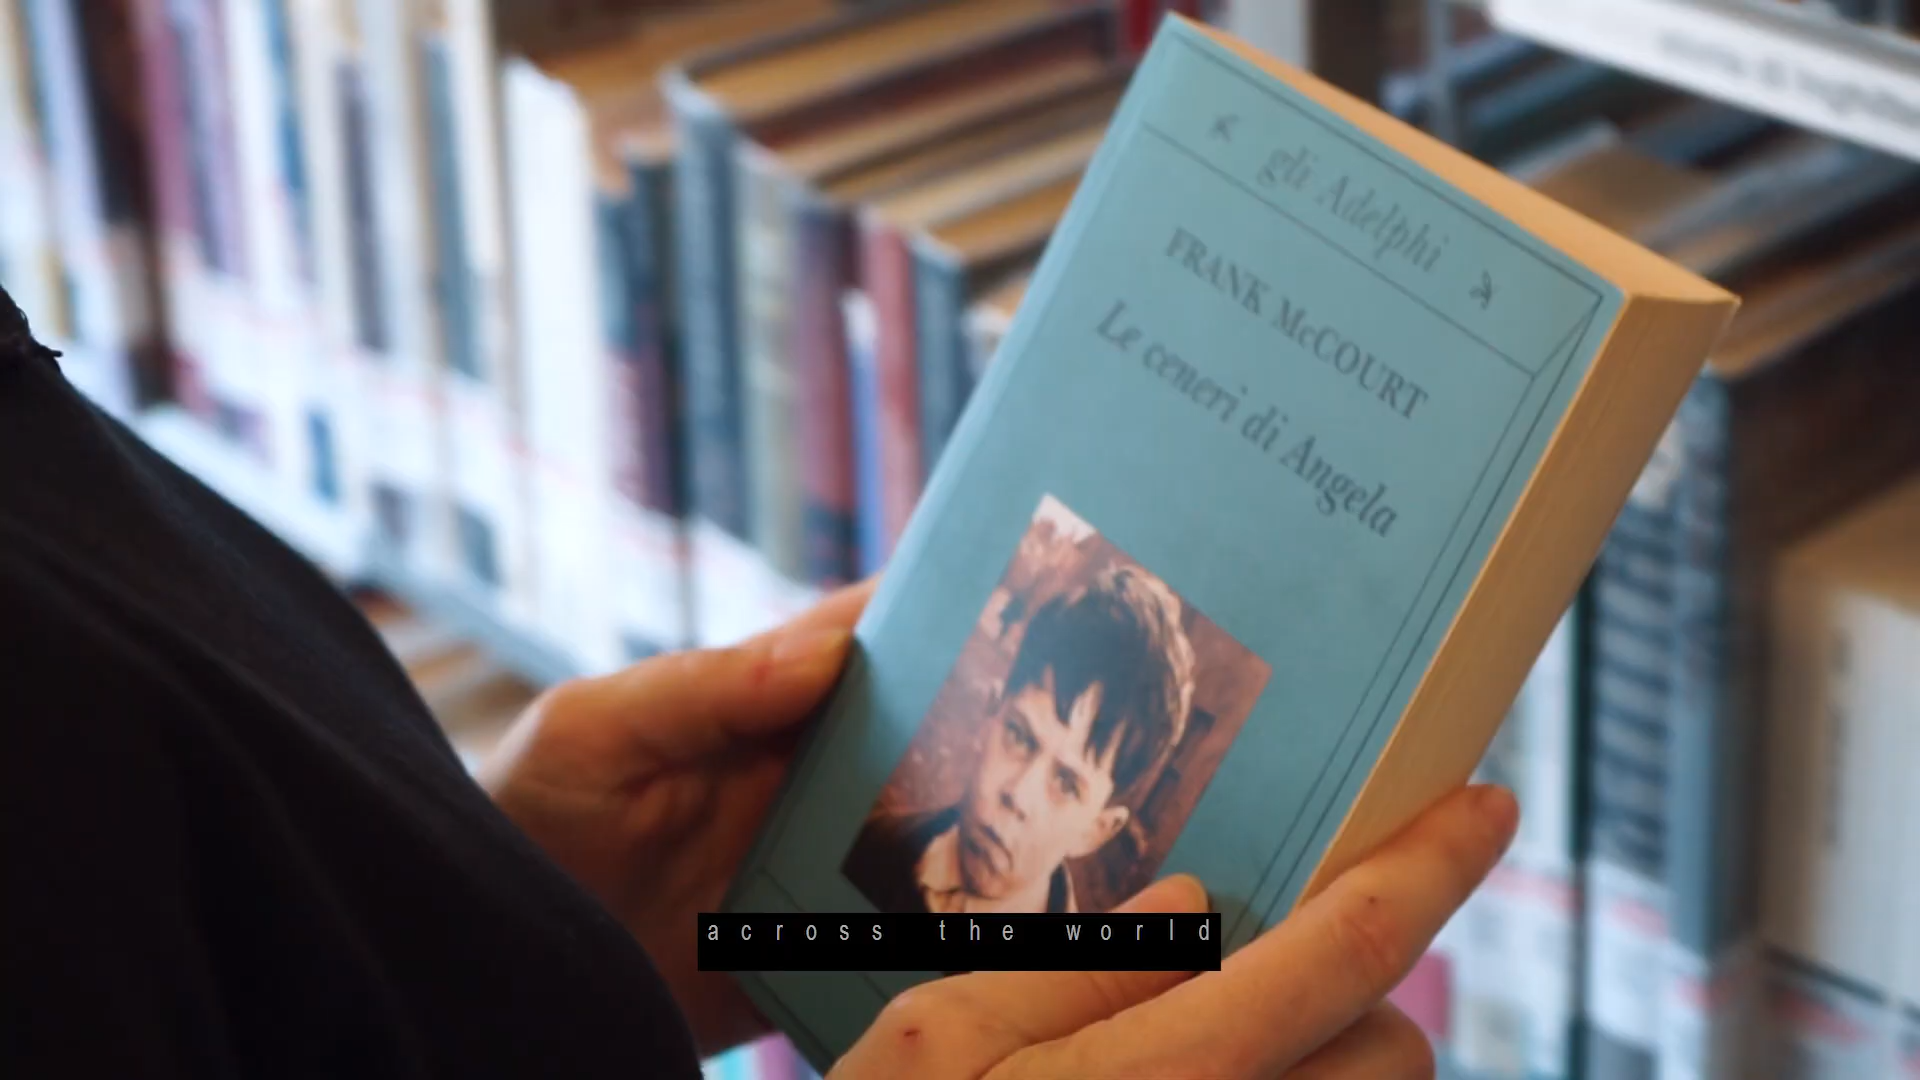 gli Adelphi
FRANK McCOURT
Le ceneri di Angela
across the world